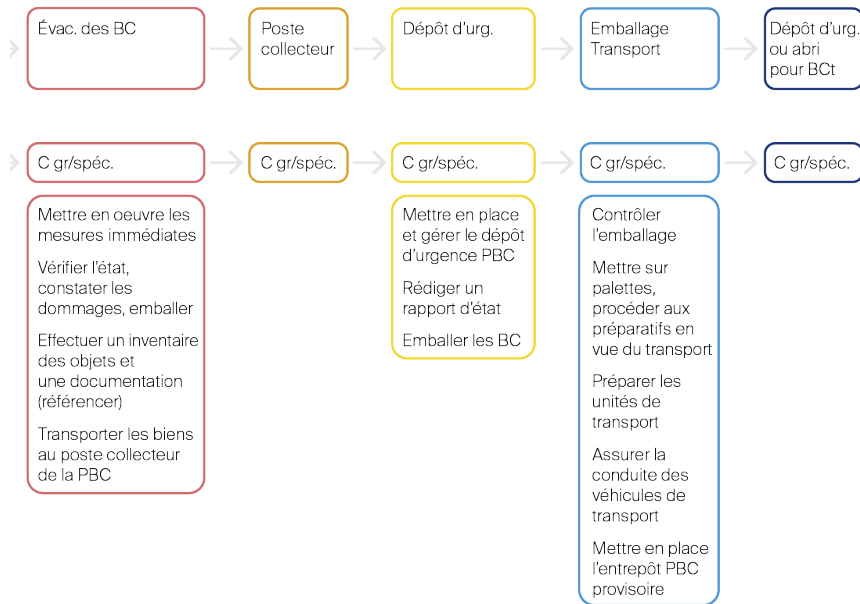 Évac. des BC
Poste
collecteur
Dépôt d'urg.
Emballage
Transport
Dépôt d'urg.
ou abri
pour BCt
C gr/spéc.
C gr/spéc.
C gr/spéc.
C gr/spéc.
C gr/spéc.
Mettre en oeuvre les
mesures immédiates
Vérifier l'état,
constater les
dommages, emballer
Effectuer un inventaire
des objets et
une documentation
(référencer)
Transporter les biens
au poste collecteur
de la PBC
Mettre en place
et gérer le dépôt
d'urgence PBC
Rédiger un
rapport d'état
Emballer les BC
Contrôler
l'emballage
Mettre sur
palettes,
procéder aux
préparatifs en
vue du transport
Préparer les
unités de
transport
Assurer la
conduite des
véhicules de
transport
Mettre en place
l'entrepôt PBC
provisoire